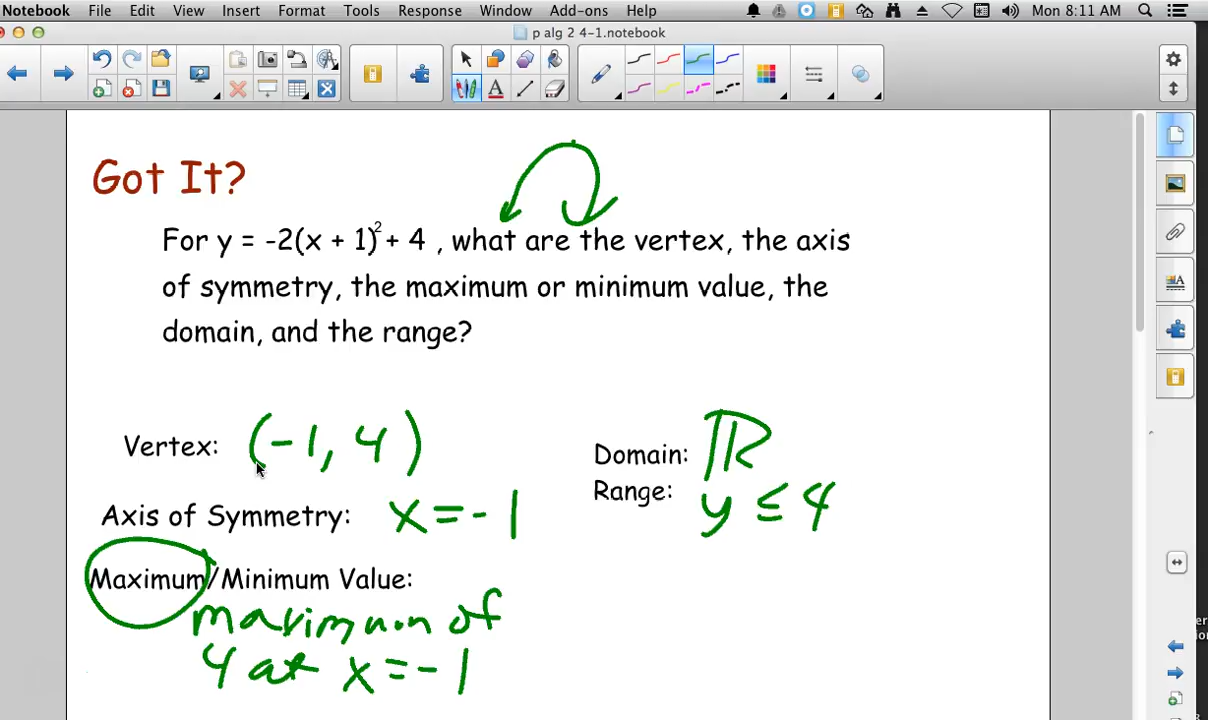 Notebook File Edit View Insert Format Tools Response Window Add-ons Help Mon 8:11 AM
p alg 2 4-1.notebook
Got It?
For y = -2(x + 1)² + 4 , what are the vertex, the axis
of symmetry, the maximum or minimum value, the
domain, and the range?
Vertex: (-1, 4)
Axis of Symmetry: x = -1
Maximum/Minimum Value:
maximum of
4 at x = -1
Domain: ℝ
Range: y ≤ 4